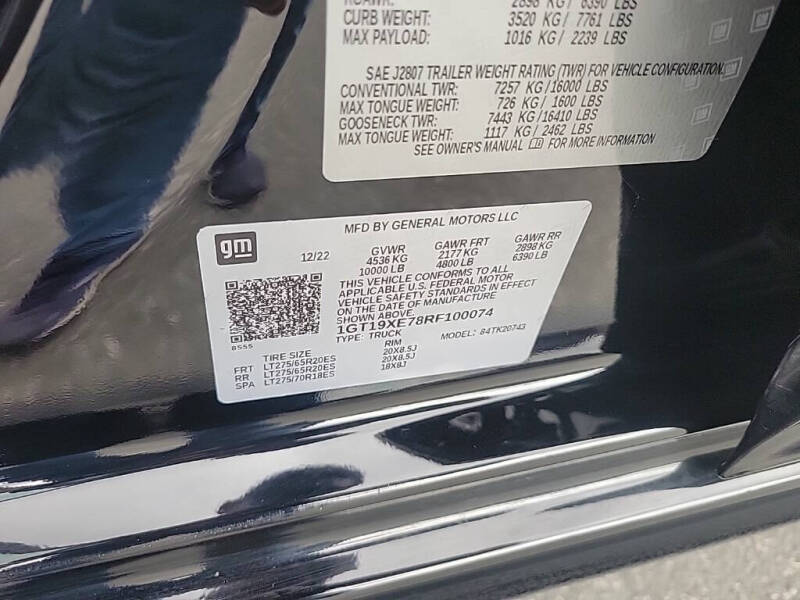 2898 KG / 6390 LBS
CURB WEIGHT: 3520 KG / 7761 LBS
MAX PAYLOAD: 1016 KG / 2239 LBS
SAE J2807 TRAILER WEIGHT RATING (TWR) FOR VEHICLE CONFIGURATION.
CONVENTIONAL TWR: 7257 KG/16000 LBS
MAX TONGUE WEIGHT: 726 KG / 1600 LBS
GOOSENECK TWR: 7443 KG/16410 LBS
MAX TONGUE WEIGHT: 1117 KG / 2462 LBS
SEE OWNER'S MANUAL FOR MORE INFORMATION
MFD BY GENERAL MOTORS LLC
gm
12/22 GVWR GAWR FRT GAWR RR
4536 KG 2177 KG 2898 KG
10000 LB 4800 LB 6390 LB
THIS VEHICLE CONFORMS TO ALL
APPLICABLE U.S. FEDERAL MOTOR
VEHICLE SAFETY STANDARDS IN EFFECT
ON THE DATE OF MANUFACTURE
SHOWN ABOVE.
1GT19XE78RF100074
TYPE: TRUCK MODEL: 84TK20743
8555
TIRE SIZE RIM
FRT LT275/65R20ES 20X8.5J
RR LT275/65R20ES 20X8.5J
SPA LT275/70R18ES 18X8J